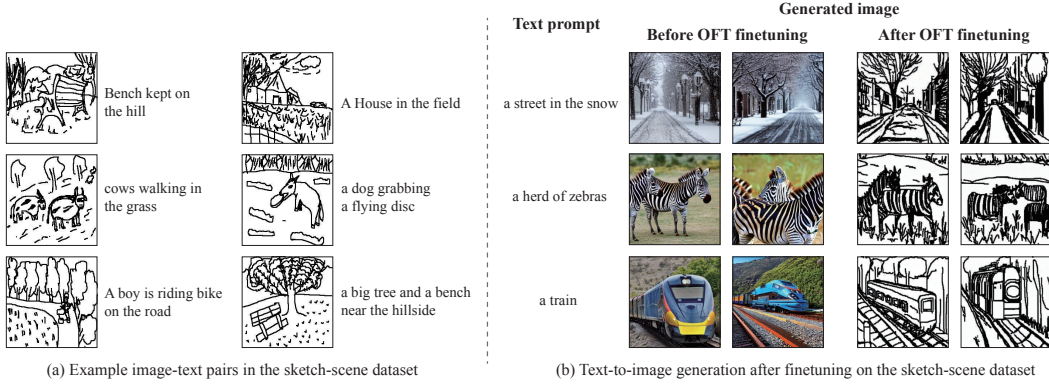 Bench kept on
the hill
A House in the field
cows walking in
the grass
a dog grabbing
a flying disc
A boy is riding bike
on the road
a big tree and a bench
near the hillside
(a) Example image-text pairs in the sketch-scene dataset
Generated image
Text prompt
Before OFT finetuning
After OFT finetuning
a street in the snow
a herd of zebras
a train
(b) Text-to-image generation after finetuning on the sketch-scene dataset